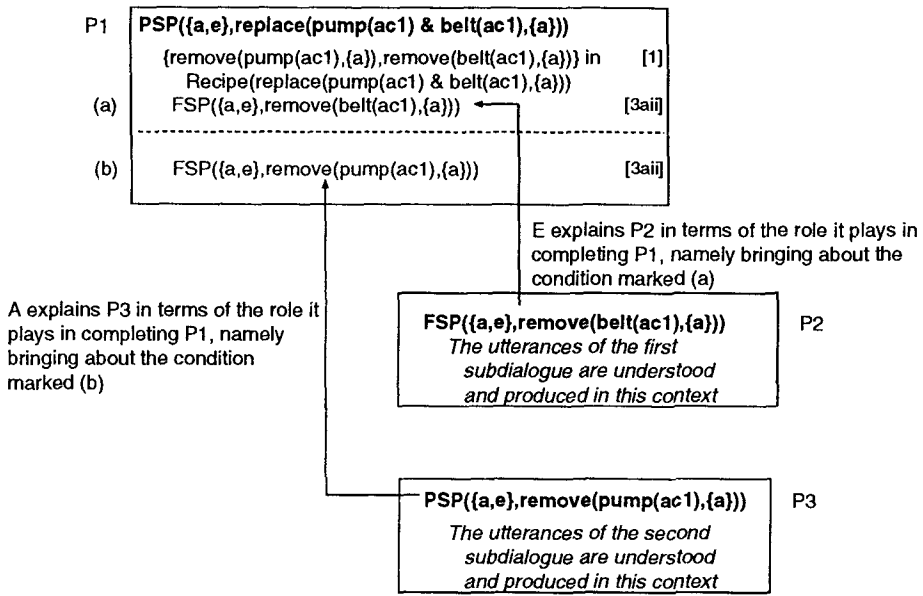 P1
PSP({a,e},replace(pump(ac1) & belt(ac1),{a}))
{remove(pump(ac1),{a}),remove(belt(ac1),{a})} in [1]
Recipe(replace(pump(ac1) & belt(ac1),{a}))
(a) FSP({a,e},remove(belt(ac1),{a})) [3aii]
(b) FSP({a,e},remove(pump(ac1),{a})) [3aii]
E explains P2 in terms of the role it plays in
completing P1, namely bringing about the
condition marked (a)
A explains P3 in terms of the role it
plays in completing P1, namely
bringing about the condition
marked (b)
FSP({a,e},remove(belt(ac1),{a})) P2
The utterances of the first
subdialogue are understood
and produced in this context
PSP({a,e},remove(pump(ac1),{a})) P3
The utterances of the second
subdialogue are understood
and produced in this context